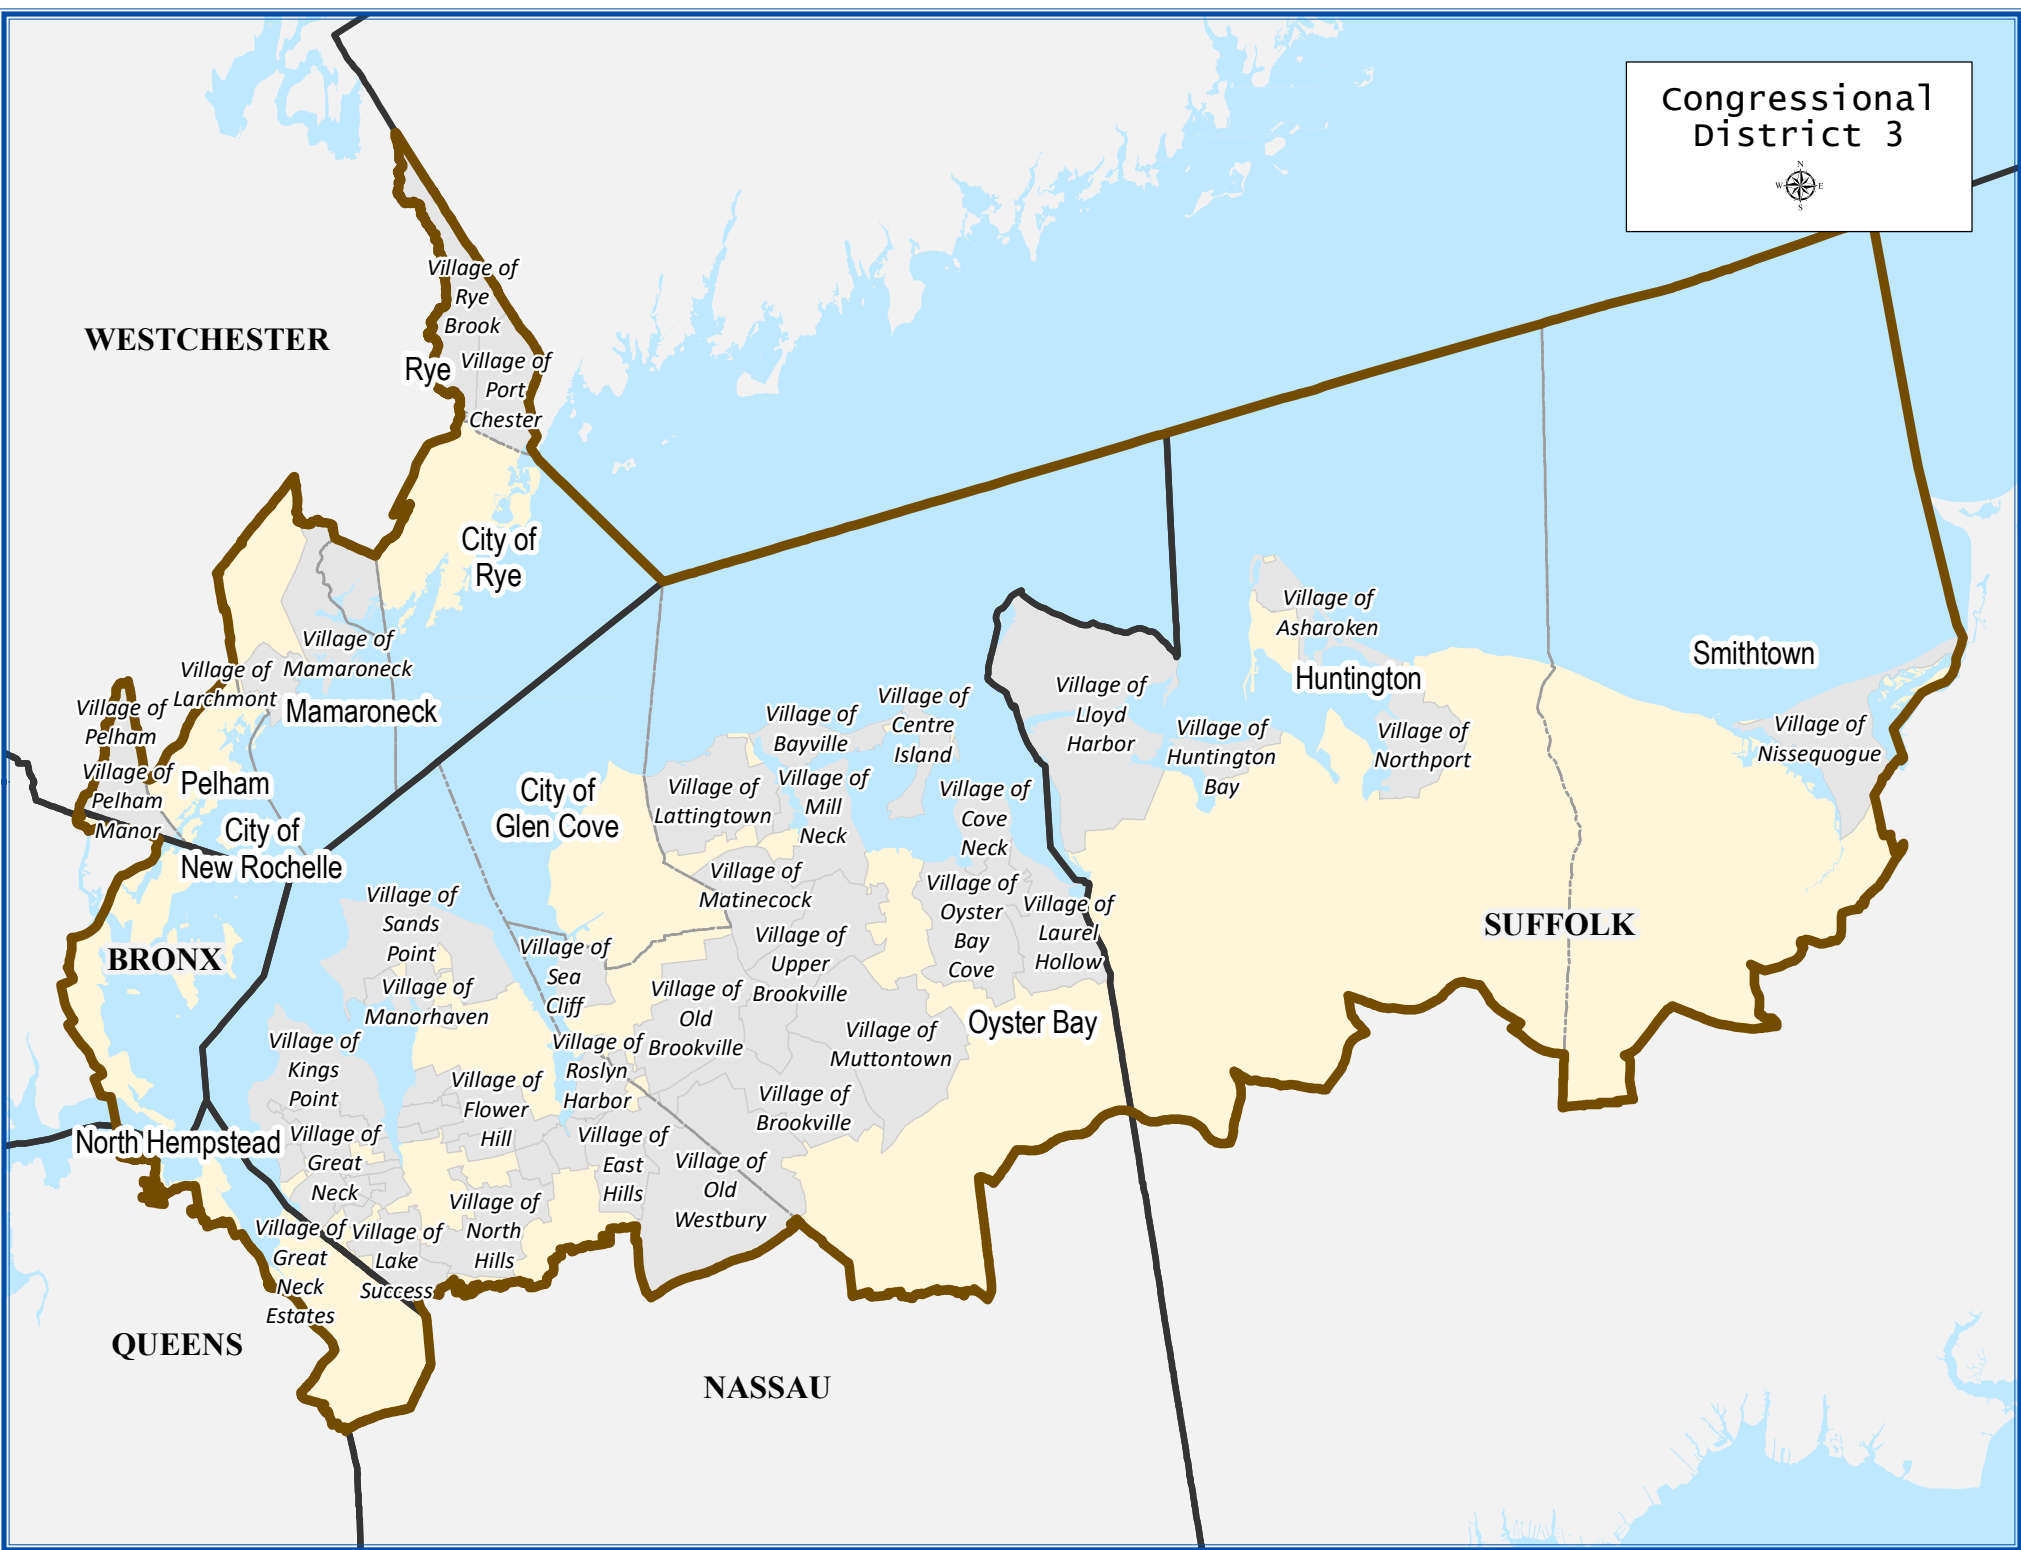 Congressional
District 3
N
W
E
S
WESTCHESTER
Village of
Rye
Brook
Rye
Village of
Port
Chester
City of
Rye
Village of
Mamaroneck
Village of
Larchmont
Mamaroneck
Village of
Pelham
Village of
Pelham
Manor
Pelham
City of
New Rochelle
BRONX
Village of
Asharoken
Huntington
Smithtown
Village of
Lloyd
Harbor
Village of
Huntington
Bay
Village of
Northport
Village of
Nissequogue
SUFFOLK
Village of
Centre
Island
Village of
Bayville
City of
Glen Cove
Village of
Lattingtown
Village of
Mill
Neck
Village of
Cove
Neck
Village of
Matinecock
Village of
Oyster
Bay
Cove
Village of
Laurel
Hollow
Village of
Sands
Point
Village of
Sea
Cliff
Village of
Upper
Brookville
Village of
Manorhaven
Village of
Old
Brookville
Oyster Bay
Village of
Muttontown
Village of
Kings
Point
Village of
Roslyn
Harbor
Village of
Flower
Hill
Village of
Brookville
North Hempstead
Village of
Great
Neck
Village of
East
Hills
Village of
Old
Westbury
Village of
North
Hills
Village of
Great
Neck
Estates
Village of
Lake
Success
QUEENS
NASSAU